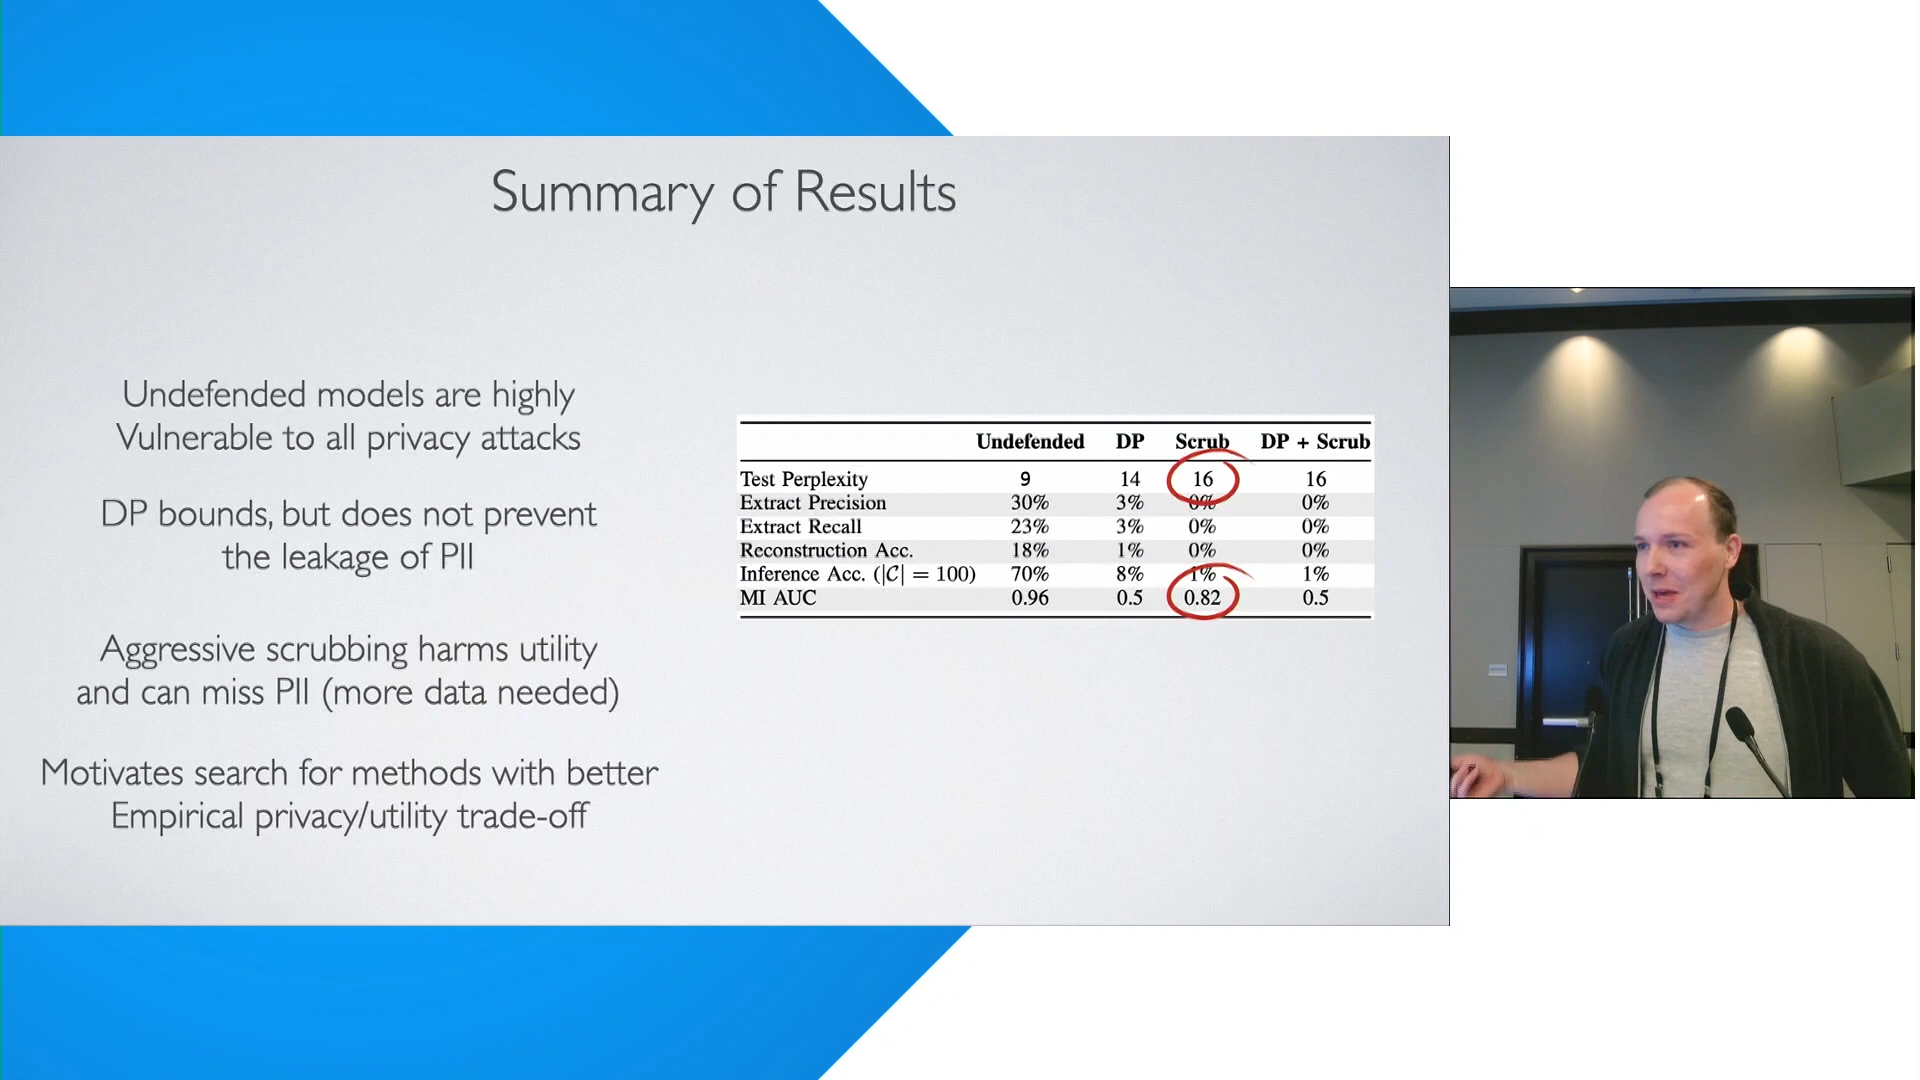 Summary of Results
Undefended models are highly
Vulnerable to all privacy attacks
DP bounds, but does not prevent
the leakage of PII
Aggressive scrubbing harms utility
and can miss PII (more data needed)
Motivates search for methods with better
Empirical privacy/utility trade-off
Undefended DP Scrub DP + Scrub
Test Perplexity 9 14 16 16
Extract Precision 30% 3% 0% 0%
Extract Recall 23% 3% 0% 0%
Reconstruction Acc. 18% 1% 0% 0%
Inference Acc. (|C| = 100) 70% 8% 1% 1%
MI AUC 0.96 0.5 0.82 0.5